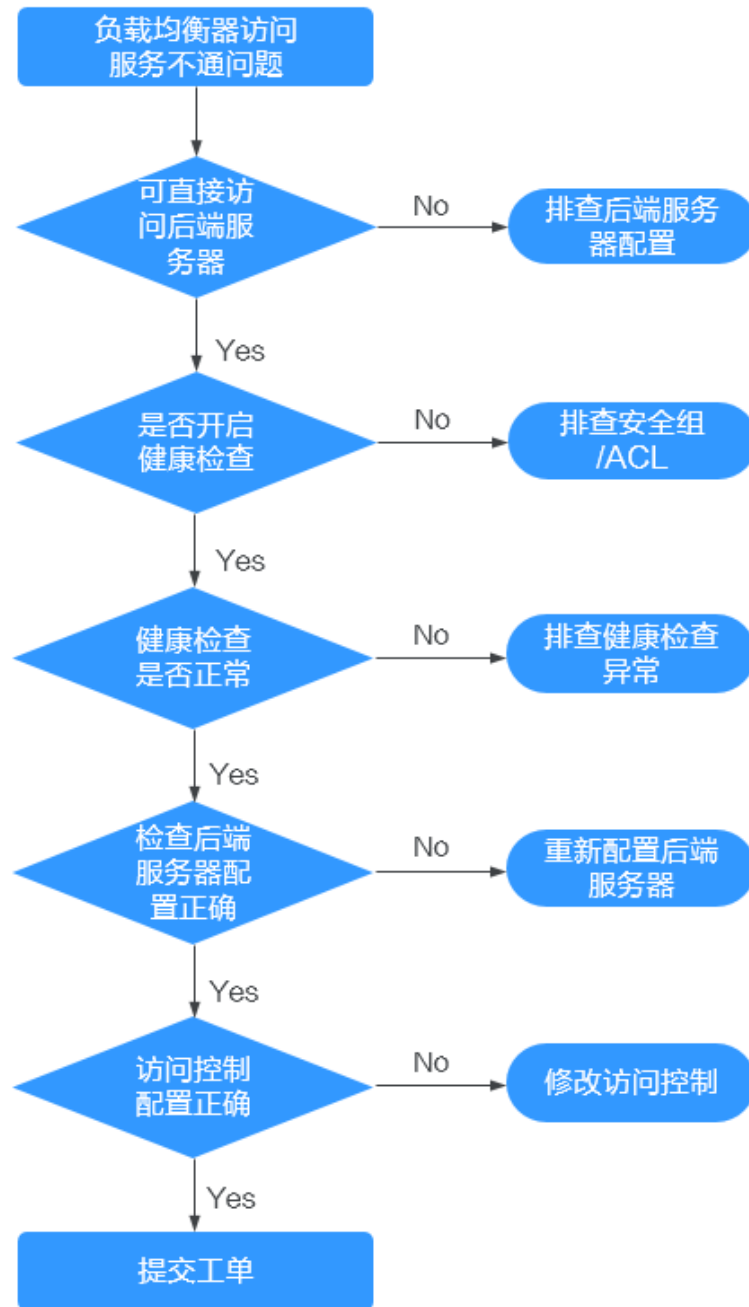 负载均衡器访问
服务不通问题
可直接访
问后端服
务器
No
排查后端服务
器配置
Yes
是否开启
健康检查
No
排查安全组
/ACL
Yes
健康检查
是否正常
No
排查健康检查
异常
Yes
检查后端
服务器配
置正确
No
重新配置后端
服务器
Yes
访问控制
配置正确
No
修改访问控制
Yes
提交工单